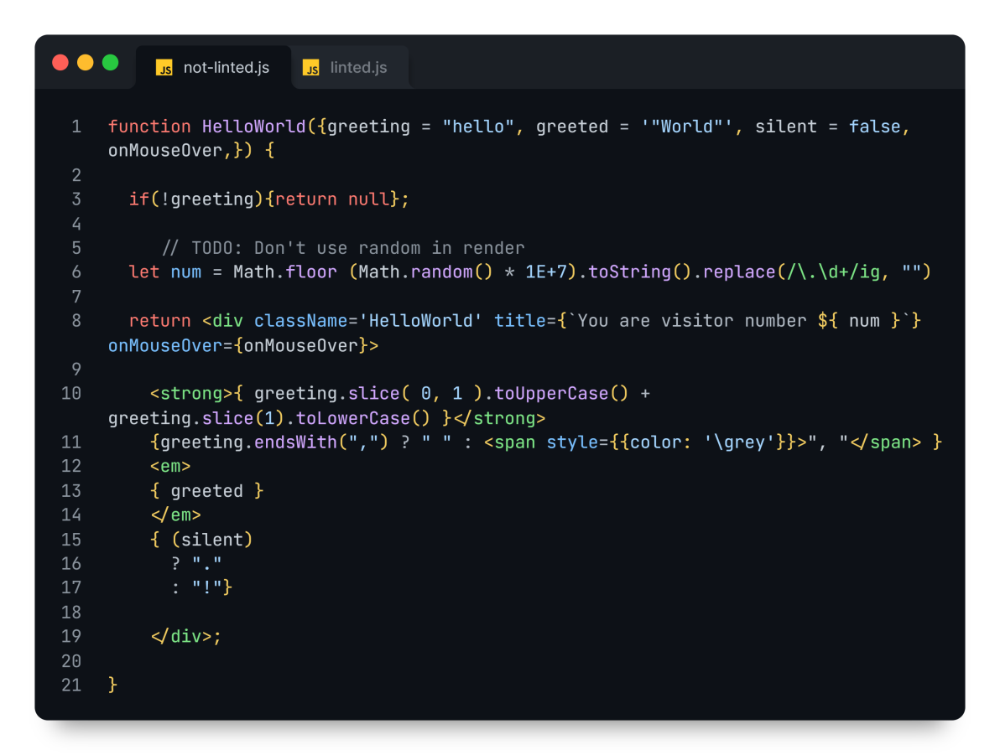 JS not-linted.js JS linted.js
1 function HelloWorld({greeting = "hello", greeted = '"World"', silent = false,
onMouseOver,}) {
2
3   if(!greeting){return null};
4
5      // TODO: Don't use random in render
6   let num = Math.floor (Math.random() * 1E+7).toString().replace(/\.\d+/ig, "")
7
8   return <div className='HelloWorld' title={`You are visitor number ${ num }`}
onMouseOver={onMouseOver}>
9
10     <strong>{ greeting.slice( 0, 1 ).toUpperCase() +
greeting.slice(1).toLowerCase() }</strong>
11     {greeting.endsWith(",") ? " " : <span style={{color: '\grey'}}>", "</span> }
12     <em>
13     { greeted }
14     </em>
15     { (silent)
16       ? "."
17       : "!"}
18
19     </div>;
20
21 }